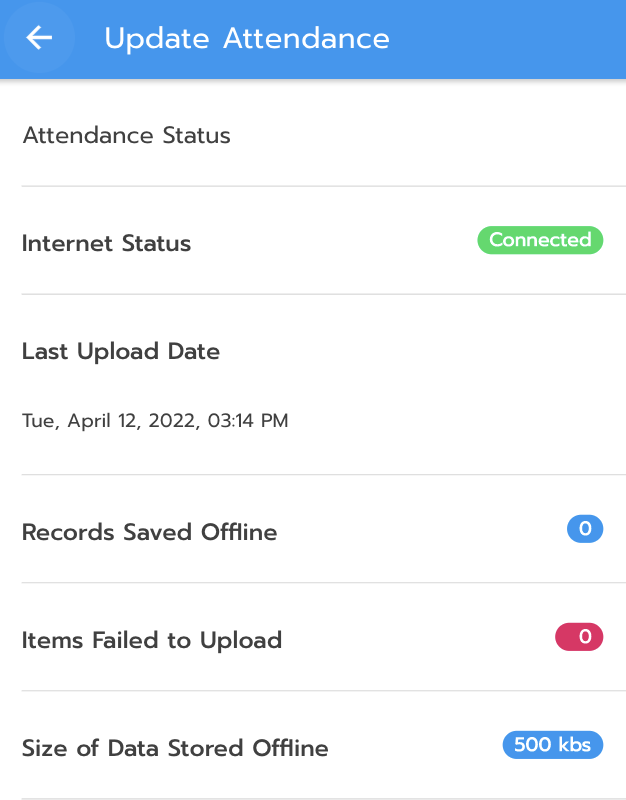 Update Attendance
Attendance Status
Internet Status Connected
Last Upload Date
Tue, April 12, 2022, 03:14 PM
Records Saved Offline 0
Items Failed to Upload 0
Size of Data Stored Offline 500 kbs